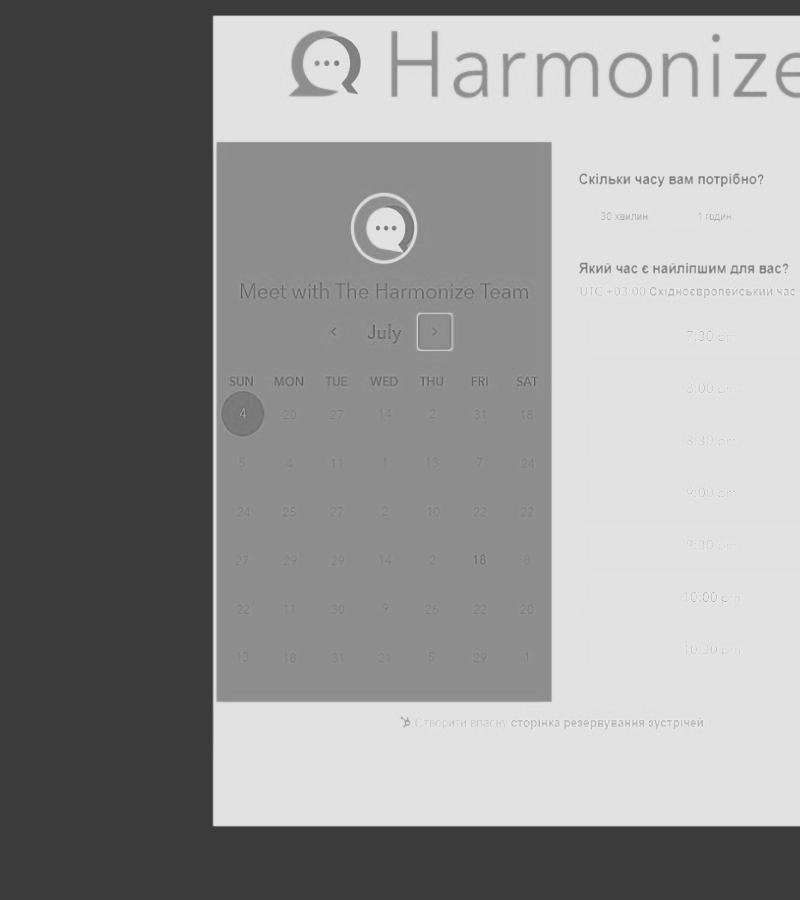 Harmonize
Meet with The Harmonize Team
July
SUN MON TUE WED THU FRI SAT
4 20 27 14 2 31 18
5 4 11 1 13 7 24
24 25 27 2 10 22 22
27 29 29 14 2 18 8
22 11 30 9 26 22 20
13 18 31 21 5 29 1
Скільки часу вам потрібно?
30 хвилин 1 годин
Який час є найліпшим для вас?
UTC +03:00 Східноєвропейський час
7:30 pm
8:00 pm
8:30 pm
9:00 pm
9:30 pm
10:00 pm
10:30 pm
Створити власну сторінка резервування зустрічей